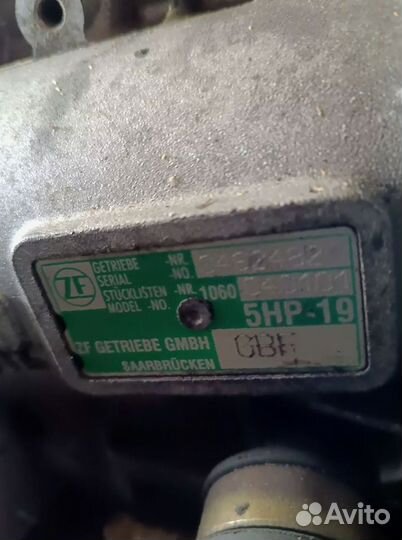 ZF
GETRIEBE -NR.
SERIAL -NO.
STÜCKLISTEN -NR. 1060
MODEL -NO.
5HP-19
ZF GETRIEBE GMBH
SAARBRÜCKEN
Avito